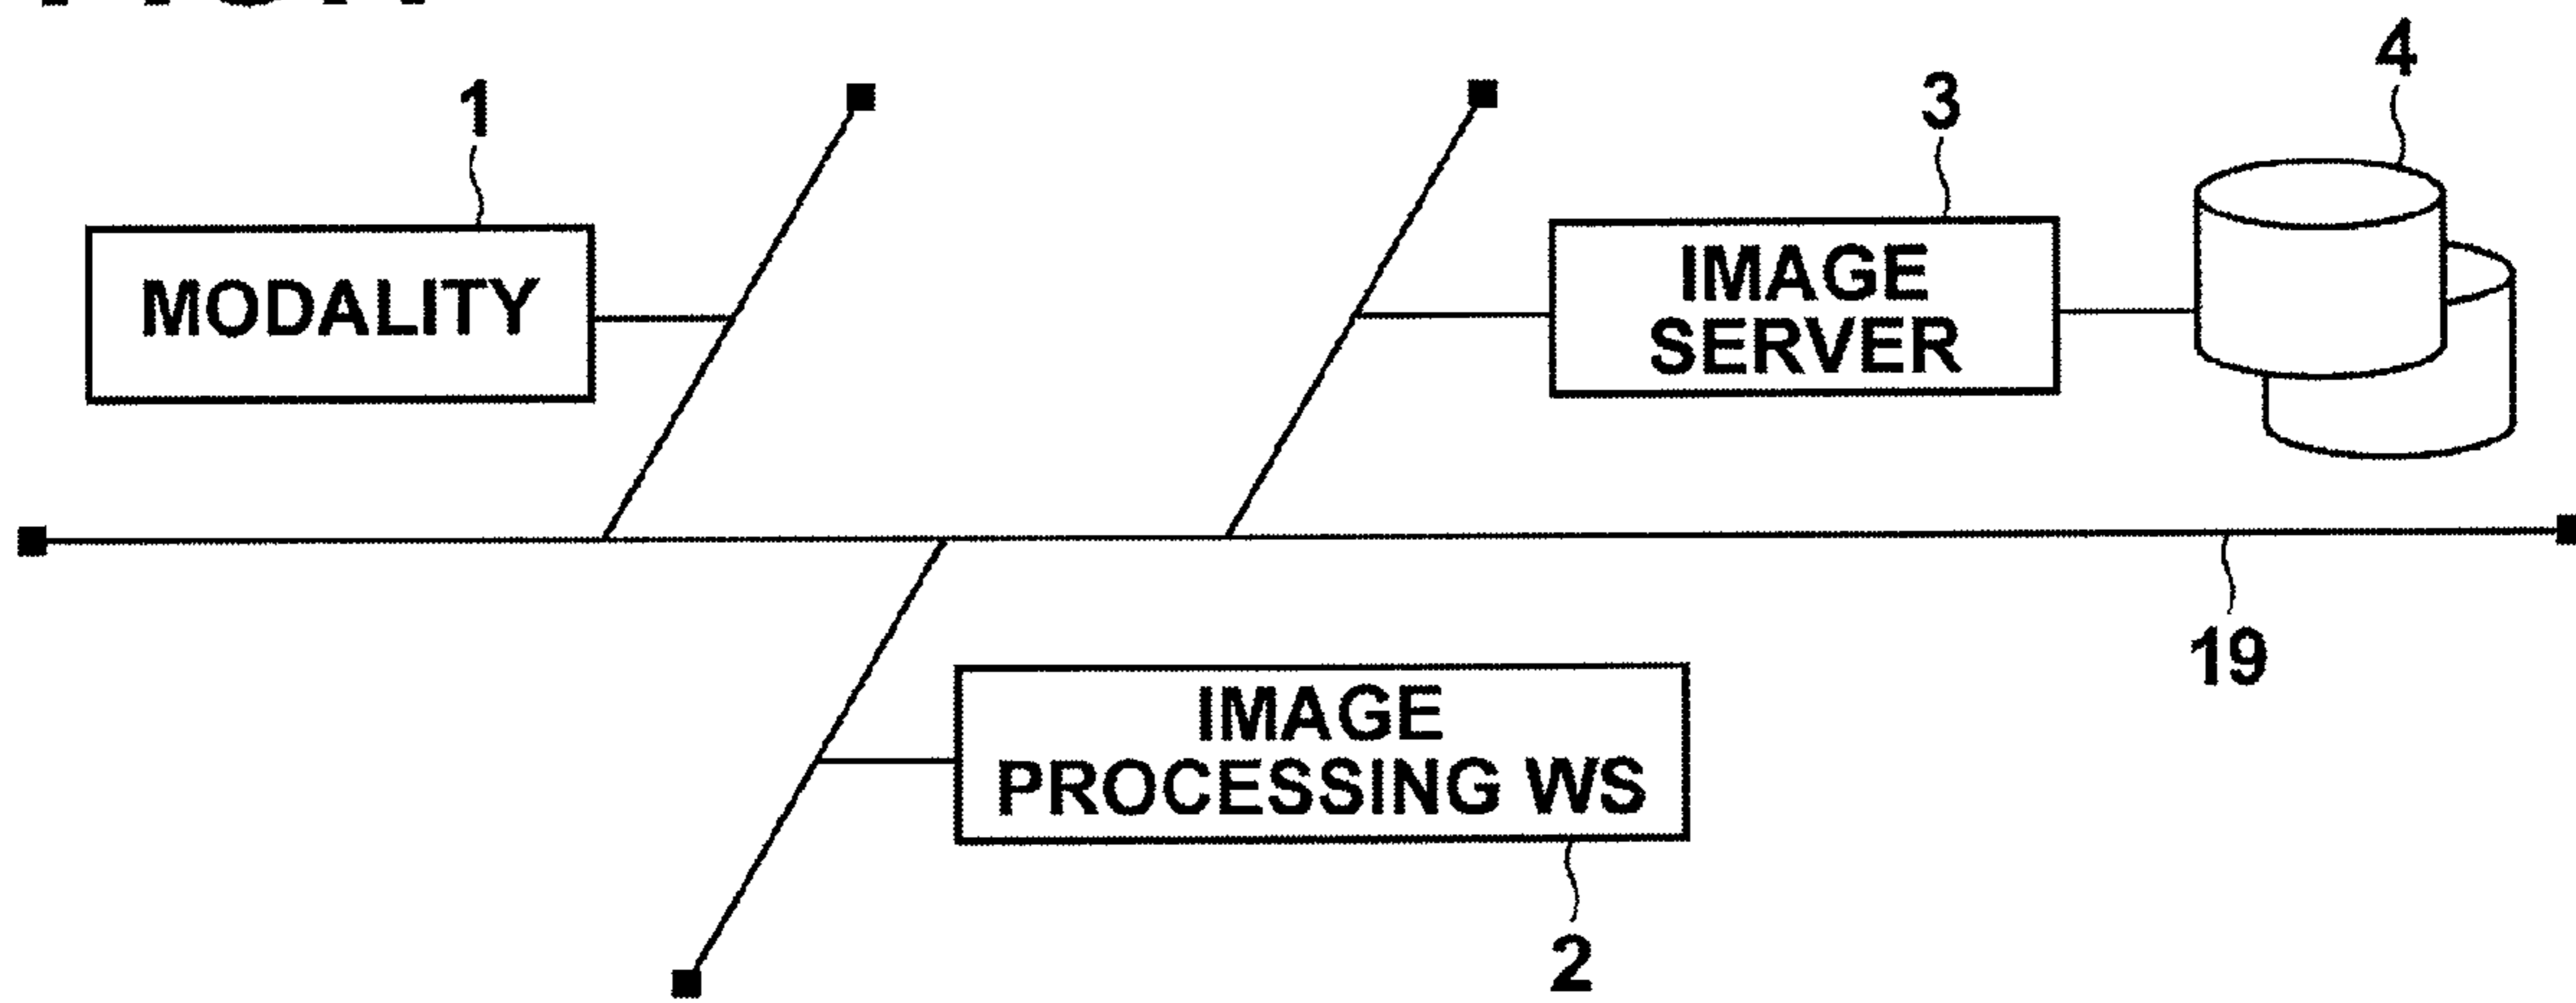 4
1
3
MODALITY
IMAGE
SERVER
19
IMAGE
PROCESSING WS
2